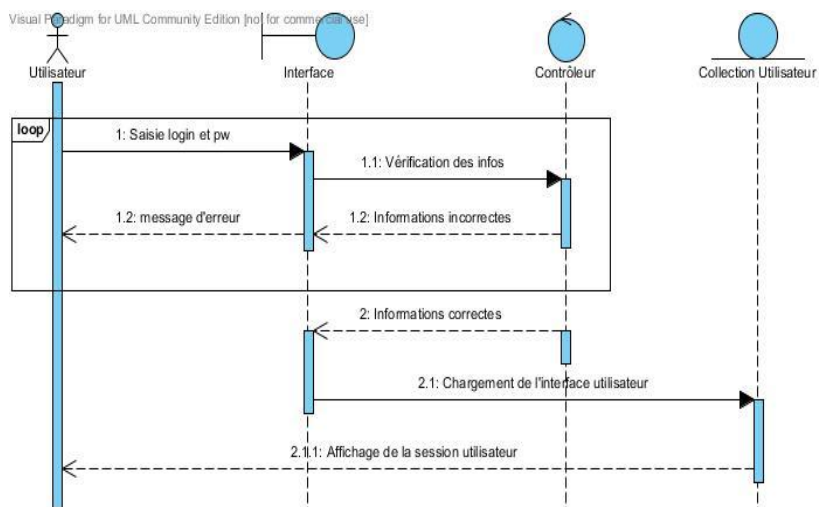 Visual Paradigm for UML Community Edition [not for commercial use]
Utilisateur
Interface
Contrôleur
Collection Utilisateur
loop
1: Saisie login et pw
1.1: Vérification des infos
1.2: message d'erreur
1.2: Informations incorrectes
2: Informations correctes
2.1: Chargement de l'interface utilisateur
2.1.1: Affichage de la session utilisateur